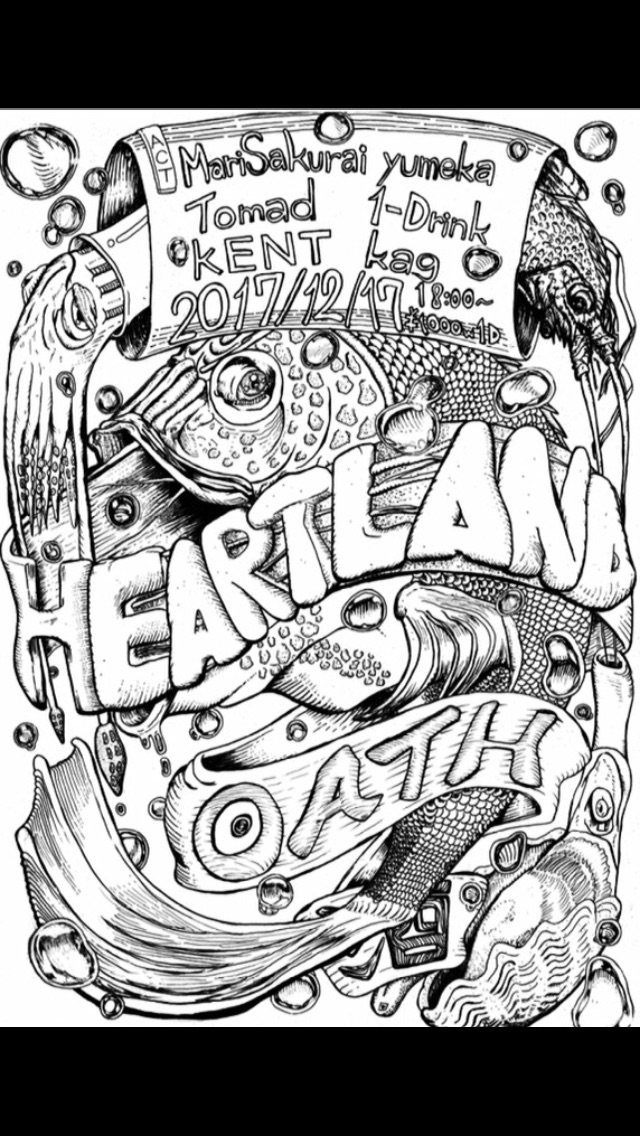 ACT
MariSakurai yumeka
Tomad 1-Drink
KENT kag
2017/12/17 18:00~
¥1000+1D
HEARTLAND
OATH